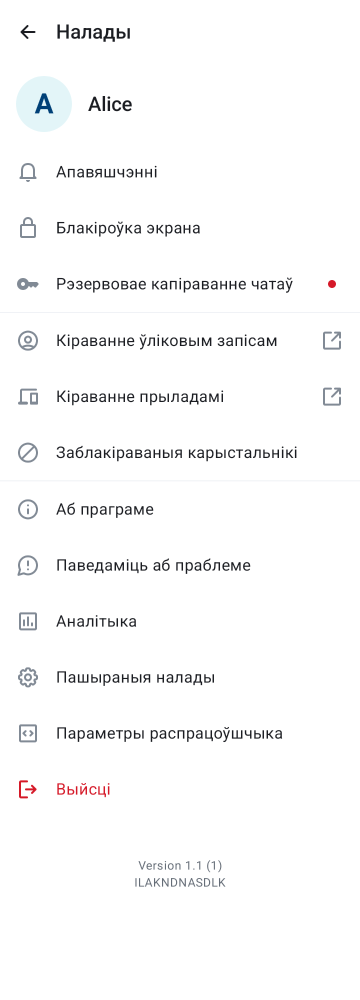 Налады
A
Alice
Апавяшчэнні
Блакіроўка экрана
Рэзервовае капіраванне чатаў
Кіраванне ўліковым запісам
Кіраванне прыладамі
Заблакіраваныя карыстальнікі
Аб праграме
Паведаміць аб праблеме
Аналітыка
Пашыраныя налады
Параметры распрацоўшчыка
Выйсці
Version 1.1 (1)
ILAKNDNASDLK